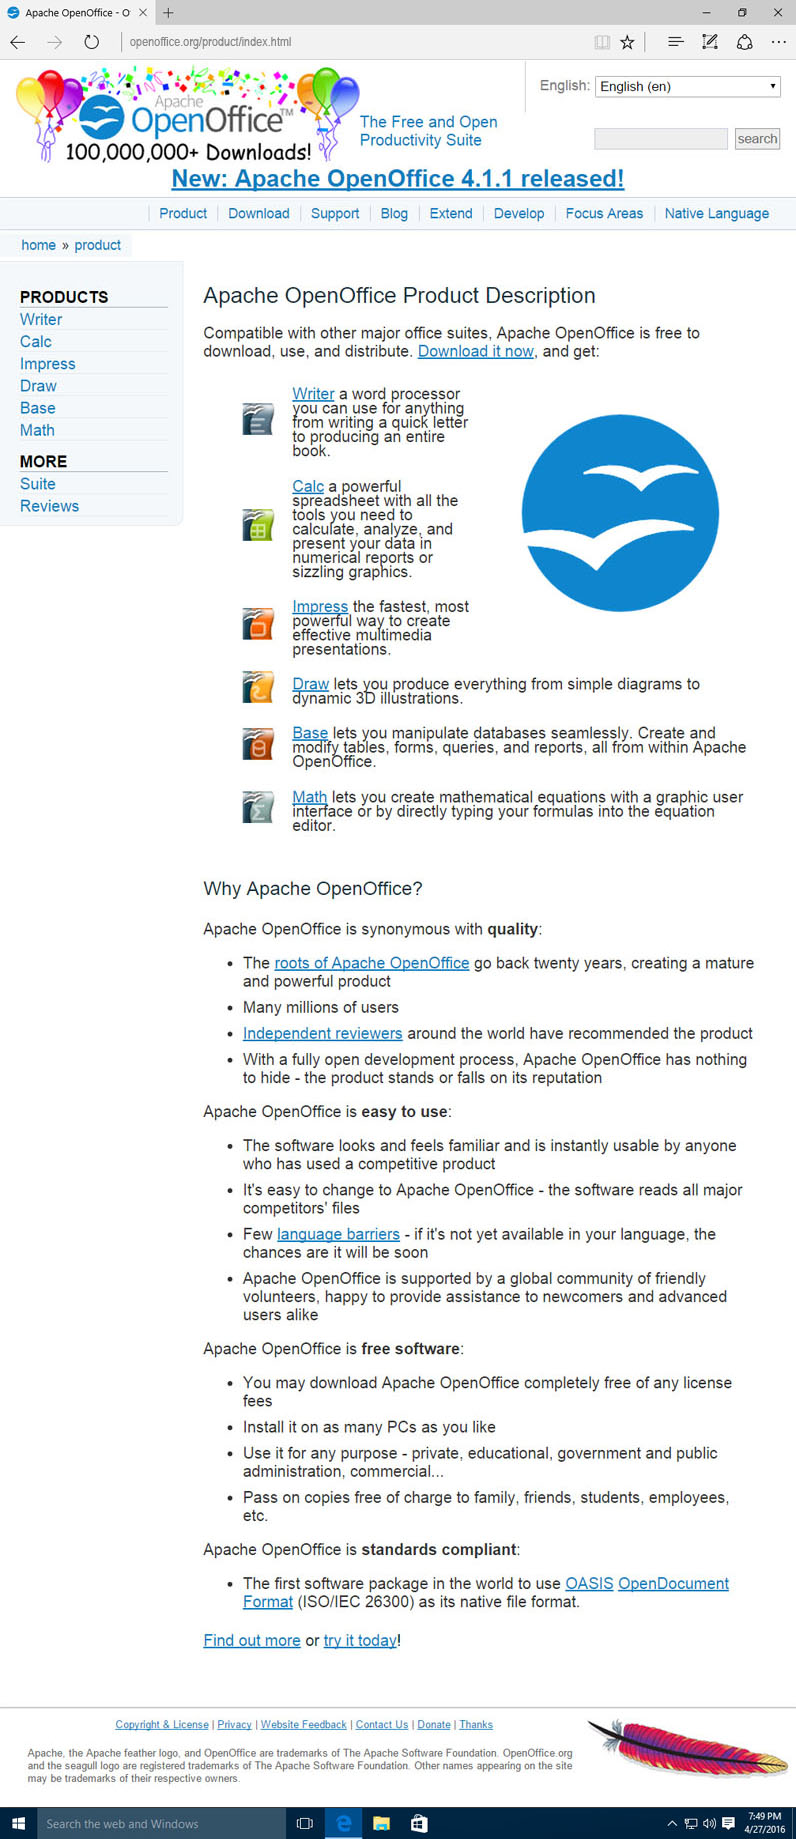 Apache OpenOffice - O
openoffice.org/product/index.html
Apache
OpenOffice™
100,000,000+ Downloads!
The Free and Open
Productivity Suite
English: English (en)
search
New: Apache OpenOffice 4.1.1 released!
Product Download Support Blog Extend Develop Focus Areas Native Language
home » product
PRODUCTS
Writer
Calc
Impress
Draw
Base
Math
MORE
Suite
Reviews
Apache OpenOffice Product Description
Compatible with other major office suites, Apache OpenOffice is free to
download, use, and distribute. Download it now, and get:
Writer a word processor
you can use for anything
from writing a quick letter
to producing an entire
book.
Calc a powerful
spreadsheet with all the
tools you need to
calculate, analyze, and
present your data in
numerical reports or
sizzling graphics.
Impress the fastest, most
powerful way to create
effective multimedia
presentations.
Draw lets you produce everything from simple diagrams to
dynamic 3D illustrations.
Base lets you manipulate databases seamlessly. Create and
modify tables, forms, queries, and reports, all from within Apache
OpenOffice.
Math lets you create mathematical equations with a graphic user
interface or by directly typing your formulas into the equation
editor.
Why Apache OpenOffice?
Apache OpenOffice is synonymous with quality:
• The roots of Apache OpenOffice go back twenty years, creating a mature
and powerful product
• Many millions of users
• Independent reviewers around the world have recommended the product
• With a fully open development process, Apache OpenOffice has nothing
to hide - the product stands or falls on its reputation
Apache OpenOffice is easy to use:
• The software looks and feels familiar and is instantly usable by anyone
who has used a competitive product
• It's easy to change to Apache OpenOffice - the software reads all major
competitors' files
• Few language barriers - if it's not yet available in your language, the
chances are it will be soon
• Apache OpenOffice is supported by a global community of friendly
volunteers, happy to provide assistance to newcomers and advanced
users alike
Apache OpenOffice is free software:
• You may download Apache OpenOffice completely free of any license
fees
• Install it on as many PCs as you like
• Use it for any purpose - private, educational, government and public
administration, commercial...
• Pass on copies free of charge to family, friends, students, employees,
etc.
Apache OpenOffice is standards compliant:
• The first software package in the world to use OASIS OpenDocument
Format (ISO/IEC 26300) as its native file format.
Find out more or try it today!
Copyright & License | Privacy | Website Feedback | Contact Us | Donate | Thanks
Apache, the Apache feather logo, and OpenOffice are trademarks of The Apache Software Foundation. OpenOffice.org
and the seagull logo are registered trademarks of The Apache Software Foundation. Other names appearing on the site
may be trademarks of their respective owners.
Search the web and Windows
7:49 PM
4/27/2016